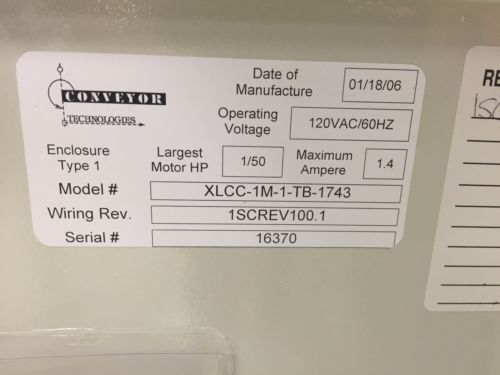 CONVEYOR
TECHNOLOGIES
Date of
Manufacture
01/18/06
Operating
Voltage
120VAC/60HZ
Enclosure
Type 1
Largest
Motor HP
1/50
Maximum
Ampere
1.4
Model #
XLCC-1M-1-TB-1743
Wiring Rev.
1SCREV100.1
Serial #
16370
RE